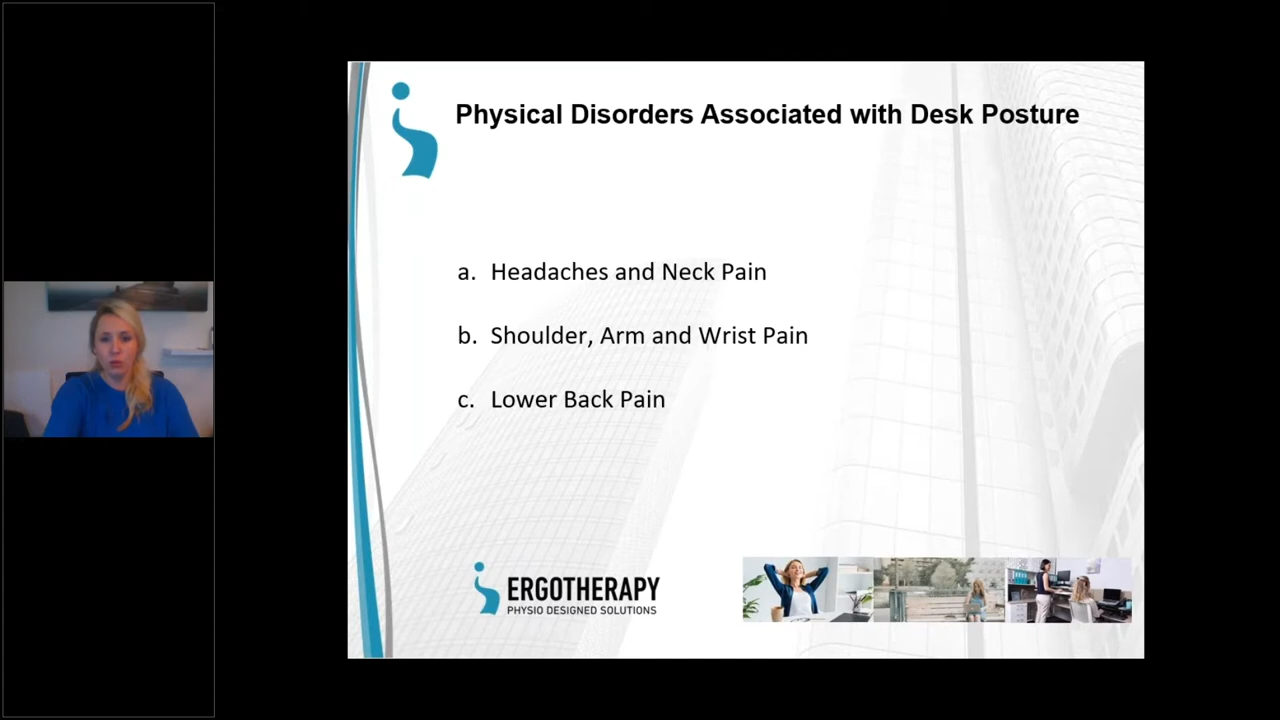 Physical Disorders Associated with Desk Posture
a. Headaches and Neck Pain
b. Shoulder, Arm and Wrist Pain
c. Lower Back Pain
ERGOTHERAPY
PHYSIO DESIGNED SOLUTIONS